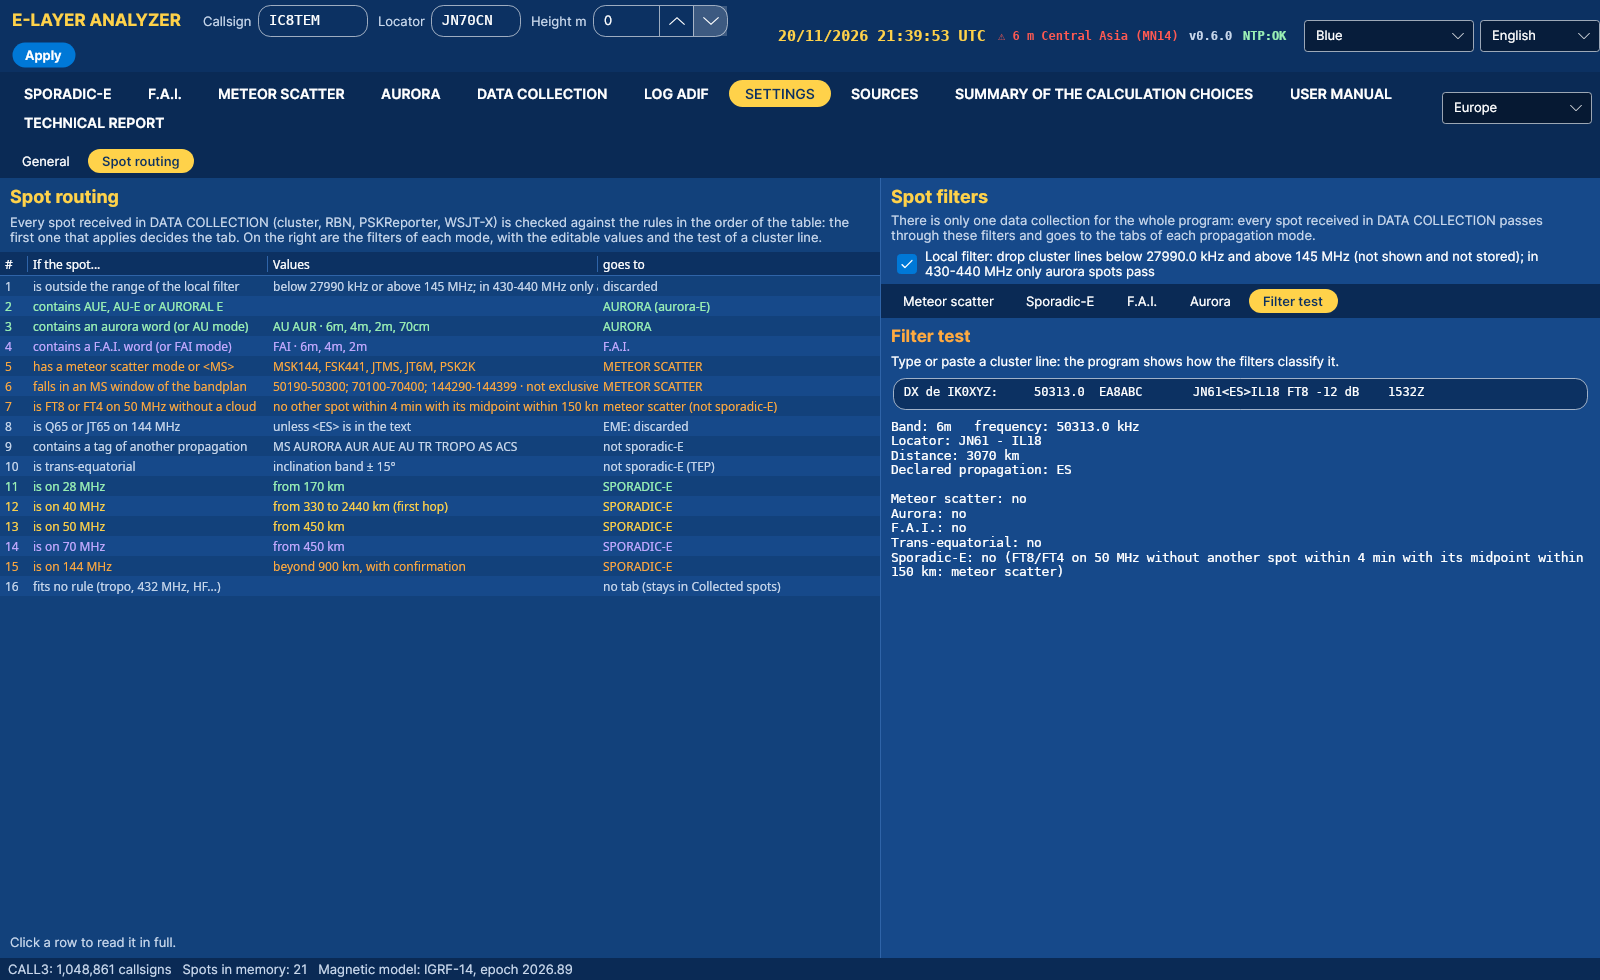 E-LAYER ANALYZER Callsign IC8TEM Locator JN70CN Height m 0
20/11/2026 21:39:53 UTC ⚠ 6 m Central Asia (MN14) v0.6.0 NTP:OK Blue English
Apply
SPORADIC-E F.A.I. METEOR SCATTER AURORA DATA COLLECTION LOG ADIF SETTINGS SOURCES SUMMARY OF THE CALCULATION CHOICES USER MANUAL
TECHNICAL REPORT
Europe
General Spot routing
Spot routing
Every spot received in DATA COLLECTION (cluster, RBN, PSKReporter, WSJT-X) is checked against the rules in the order of the table: the
first one that applies decides the tab. On the right are the filters of each mode, with the editable values and the test of a cluster line.
# If the spot... Values goes to
1 is outside the range of the local filter below 27990 kHz or above 145 MHz; in 430-440 MHz only discarded
2 contains AUE, AU-E or AURORAL E AURORA (aurora-E)
3 contains an aurora word (or AU mode) AU AUR · 6m, 4m, 2m, 70cm AURORA
4 contains a F.A.I. word (or FAI mode) FAI · 6m, 4m, 2m F.A.I.
5 has a meteor scatter mode or <MS> MSK144, FSK441, JTMS, JT6M, PSK2K METEOR SCATTER
6 falls in an MS window of the bandplan 50190-50300; 70100-70400; 144290-144399 · not exclusive METEOR SCATTER
7 is FT8 or FT4 on 50 MHz without a cloud no other spot within 4 min with its midpoint within 150 km meteor scatter (not sporadic-E)
8 is Q65 or JT65 on 144 MHz unless <ES> is in the text EME: discarded
9 contains a tag of another propagation MS AURORA AUR AUE AU TR TROPO AS ACS not sporadic-E
10 is trans-equatorial inclination band ± 15° not sporadic-E (TEP)
11 is on 28 MHz from 170 km SPORADIC-E
12 is on 40 MHz from 330 to 2440 km (first hop) SPORADIC-E
13 is on 50 MHz from 450 km SPORADIC-E
14 is on 70 MHz from 450 km SPORADIC-E
15 is on 144 MHz beyond 900 km, with confirmation SPORADIC-E
16 fits no rule (tropo, 432 MHz, HF...) no tab (stays in Collected spots)
Click a row to read it in full.
Spot filters
There is only one data collection for the whole program: every spot received in DATA COLLECTION passes
through these filters and goes to the tabs of each propagation mode.
Local filter: drop cluster lines below 27990.0 kHz and above 145 MHz (not shown and not stored); in
430-440 MHz only aurora spots pass
Meteor scatter Sporadic-E F.A.I. Aurora Filter test
Filter test
Type or paste a cluster line: the program shows how the filters classify it.
DX de IK0XYZ: 50313.0 EA8ABC JN61<ES>IL18 FT8 -12 dB 1532Z
Band: 6m frequency: 50313.0 kHz
Locator: JN61 - IL18
Distance: 3070 km
Declared propagation: ES
Meteor scatter: no
Aurora: no
F.A.I.: no
Trans-equatorial: no
Sporadic-E: no (FT8/FT4 on 50 MHz without another spot within 4 min with its midpoint within
150 km: meteor scatter)
CALL3: 1,048,861 callsigns Spots in memory: 21 Magnetic model: IGRF-14, epoch 2026.89